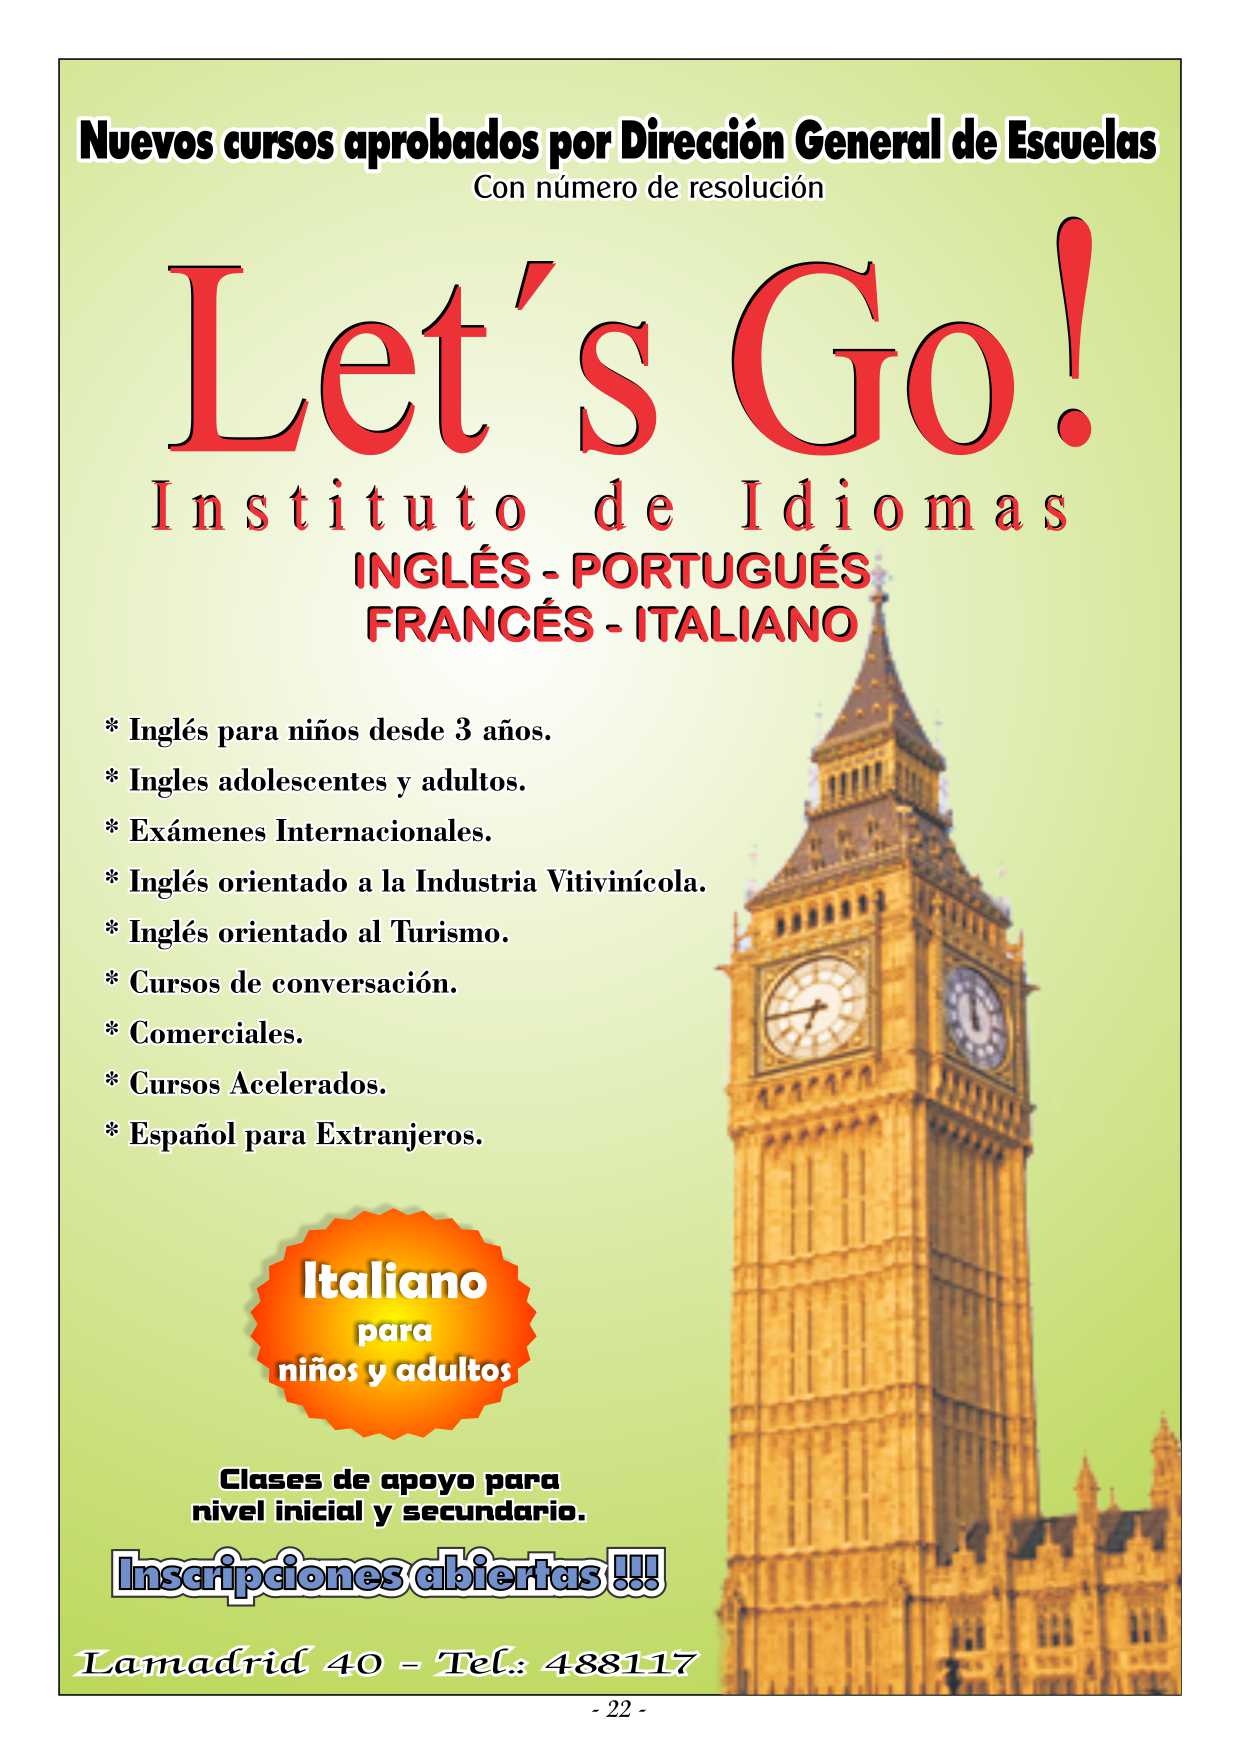 Nuevos cursos aprobados por Dirección General de Escuelas
Con número de resolución
Let´s Go!
Instituto de Idiomas
INGLÉS - PORTUGUÉS
FRANCÉS - ITALIANO
* Inglés para niños desde 3 años.
* Ingles adolescentes y adultos.
* Exámenes Internacionales.
* Inglés orientado a la Industria Vitivinícola.
* Inglés orientado al Turismo.
* Cursos de conversación.
* Comerciales.
* Cursos Acelerados.
* Español para Extranjeros.
Italiano
para
niños y adultos
Clases de apoyo para
nivel inicial y secundario.
Inscripciones abiertas !!!
Lamadrid 40 - Tel.: 488117
- 22 -